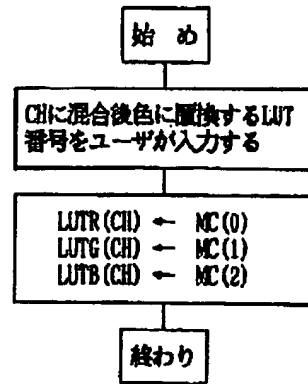 始 め
CHに混合後色に置換するLUT
番号をユーザが入力する
LUTR(CH) ← MC(0)
LUTG(CH) ← MC(1)
LUTB(CH) ← MC(2)
終わり